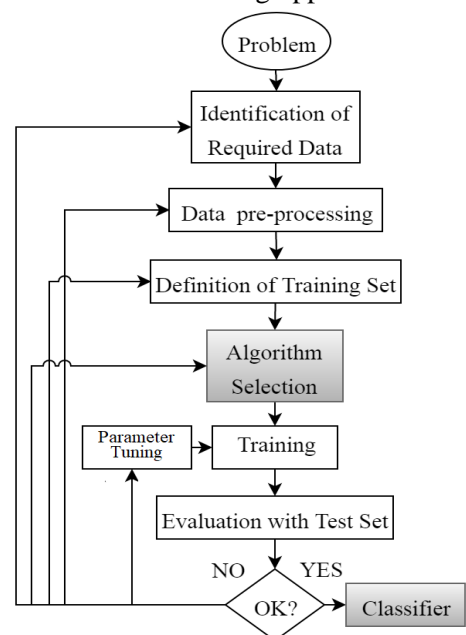 Problem
Identification of
Required Data
Data pre-processing
Definition of Training Set
Algorithm
Selection
Parameter
Tuning
Training
Evaluation with Test Set
NO
YES
OK?
Classifier